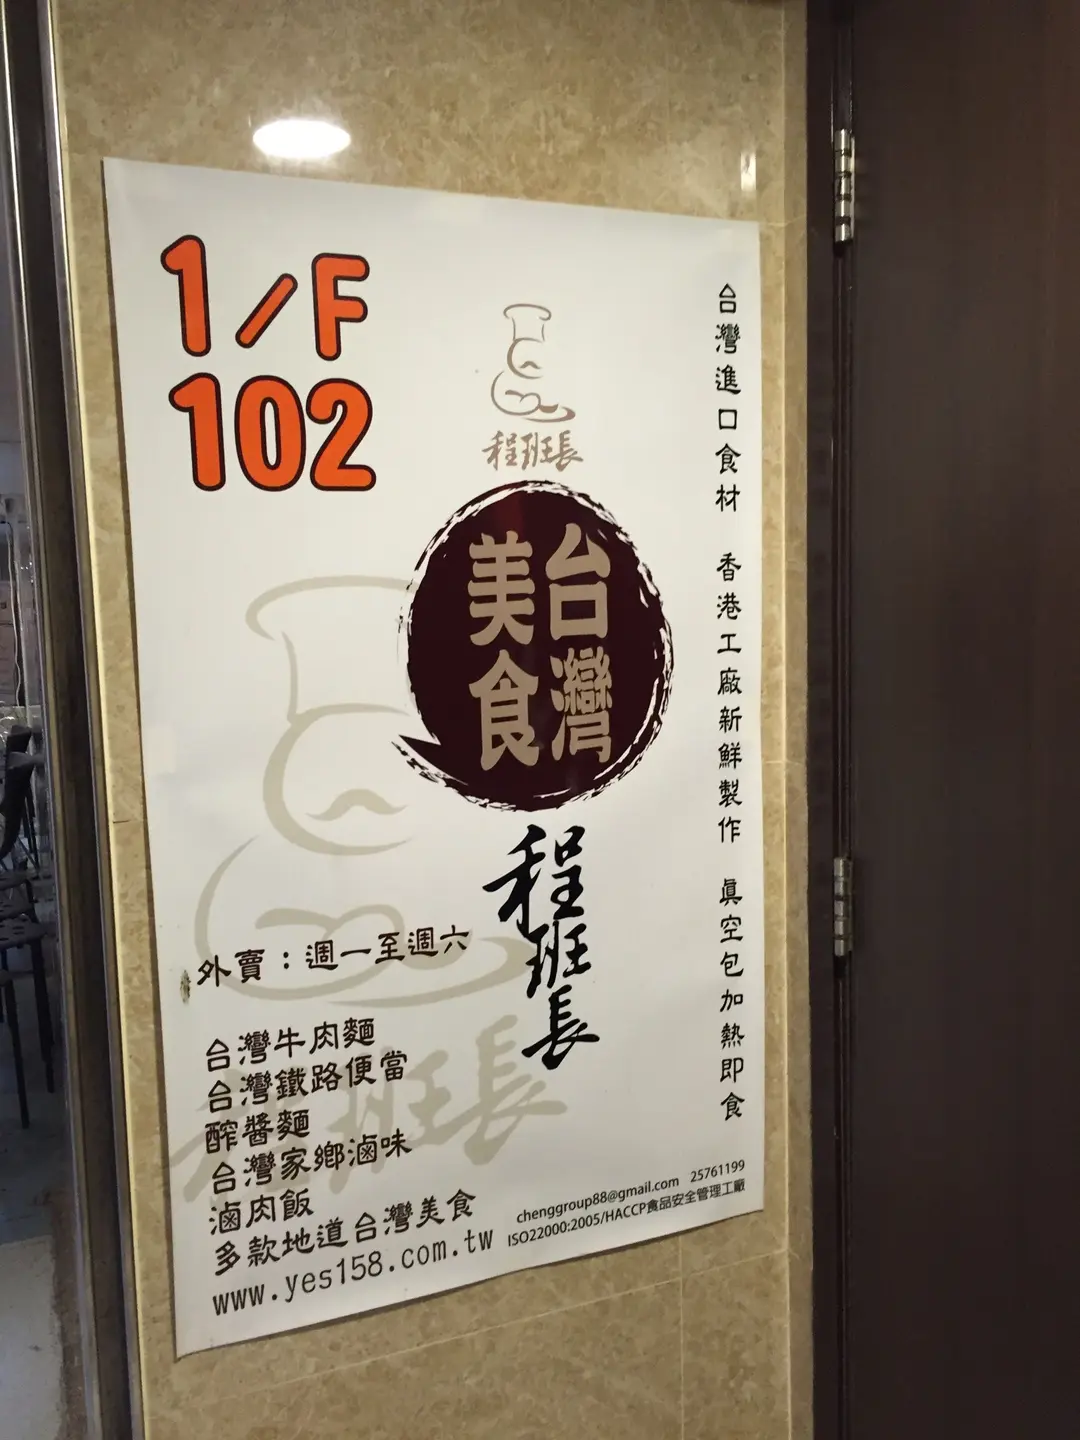 1/F
102
程班長
台灣
美食
程班長
台灣進口食材 香港工廠新鮮製作 真空包加熱即食
外賣：週一至週六
台灣牛肉麵
台灣鐵路便當
醡醬麵
台灣家鄉滷味
滷肉飯
多款地道台灣美食
www.yes158.com.tw
chenggroup88@gmail.com 25761199
ISO22000:2005/HACCP食品安全管理工廠
程班長